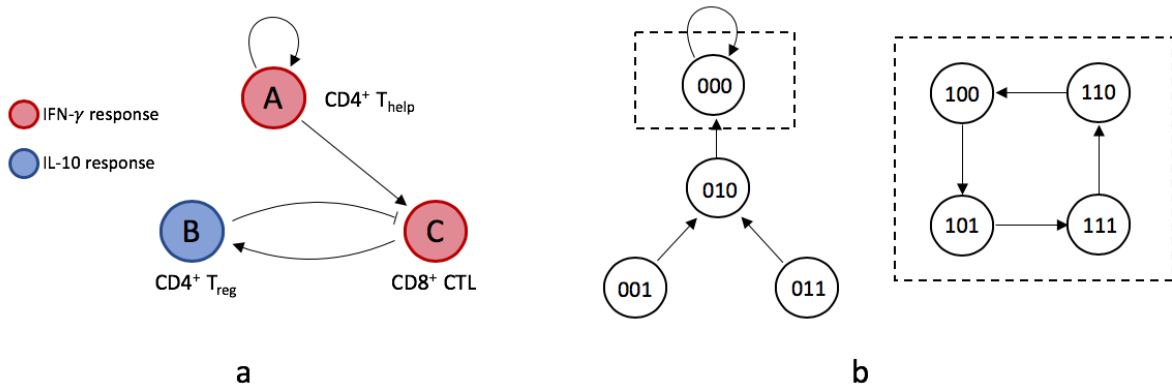 A
CD4⁺ T_help
IFN-γ response
IL-10 response
B
C
CD4⁺ T_reg
CD8⁺ CTL
a
000
010
001
011
100
110
101
111
b